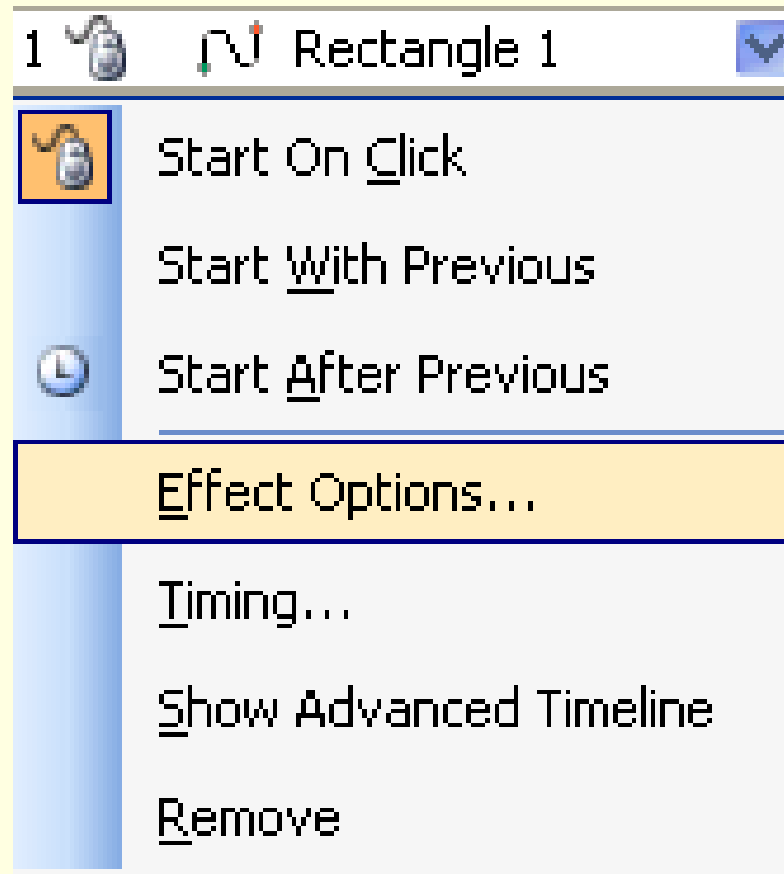 1 Rectangle 1
Start On Click
Start With Previous
Start After Previous
Effect Options...
Timing...
Show Advanced Timeline
Remove